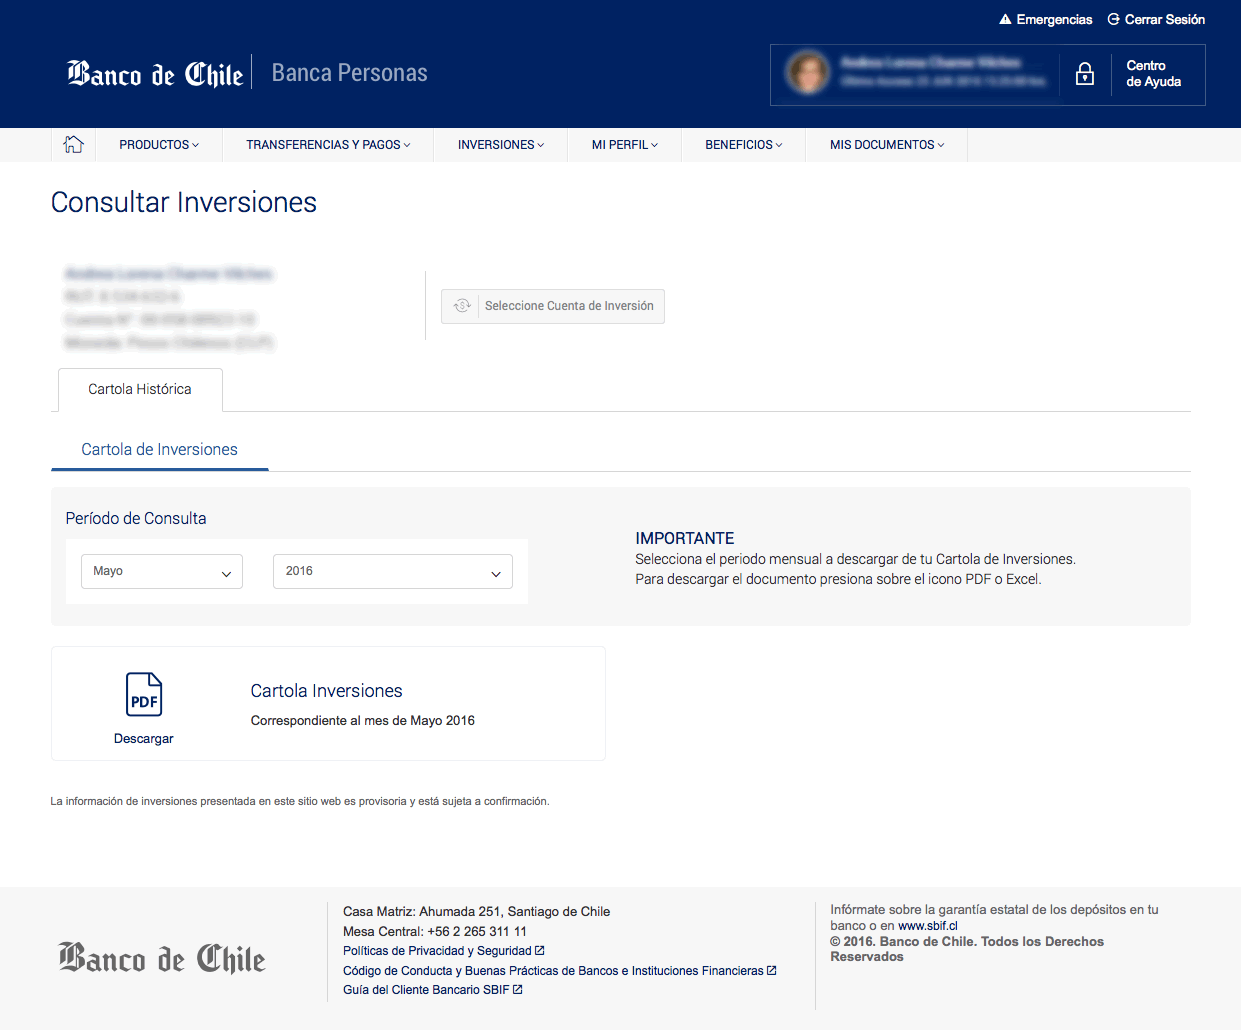 Emergencias
Cerrar Sesión
Banco de Chile
Banca Personas
Centro
de Ayuda
PRODUCTOS
TRANSFERENCIAS Y PAGOS
INVERSIONES
MI PERFIL
BENEFICIOS
MIS DOCUMENTOS
Consultar Inversiones
Seleccione Cuenta de Inversión
Cartola Histórica
Cartola de Inversiones
Período de Consulta
Mayo
2016
IMPORTANTE
Selecciona el periodo mensual a descargar de tu Cartola de Inversiones.
Para descargar el documento presiona sobre el icono PDF o Excel.
PDF
Descargar
Cartola Inversiones
Correspondiente al mes de Mayo 2016
La información de inversiones presentada en este sitio web es provisoria y está sujeta a confirmación.
Banco de Chile
Casa Matriz: Ahumada 251, Santiago de Chile
Mesa Central: +56 2 265 311 11
Políticas de Privacidad y Seguridad
Código de Conducta y Buenas Prácticas de Bancos e Instituciones Financieras
Guía del Cliente Bancario SBIF
Infórmate sobre la garantía estatal de los depósitos en tu
banco o en www.sbif.cl
© 2016. Banco de Chile. Todos los Derechos
Reservados